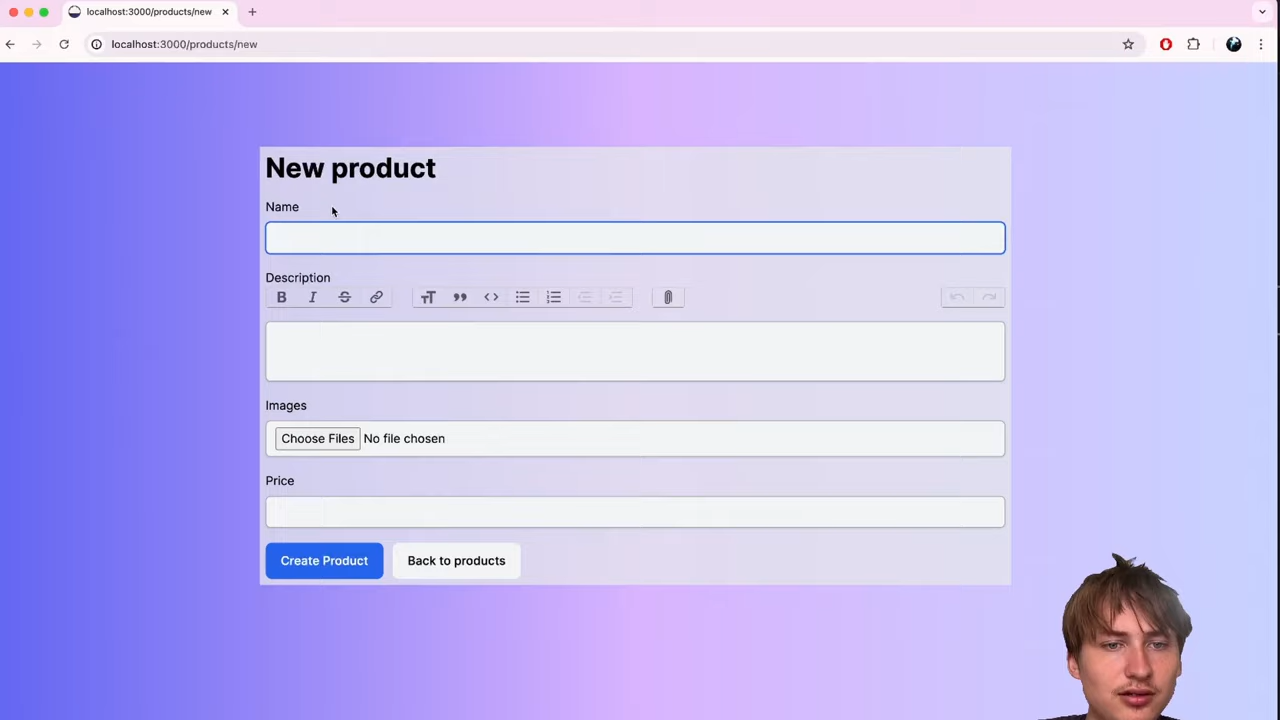 localhost:3000/products/new
localhost:3000/products/new
New product
Name
Description
Images
Choose Files No file chosen
Price
Create Product Back to products